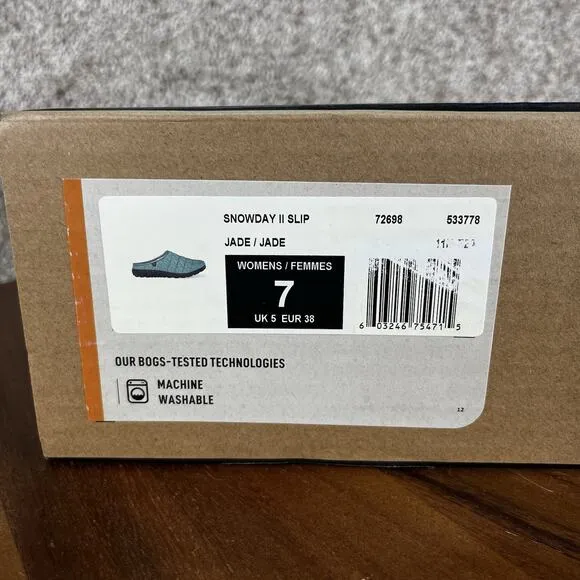 SNOWDAY II SLIP 72698 533778
JADE / JADE
WOMENS / FEMMES
7
UK 5 EUR 38
6 03246 75471 5
OUR BOGS-TESTED TECHNOLOGIES
MACHINE
WASHABLE
12